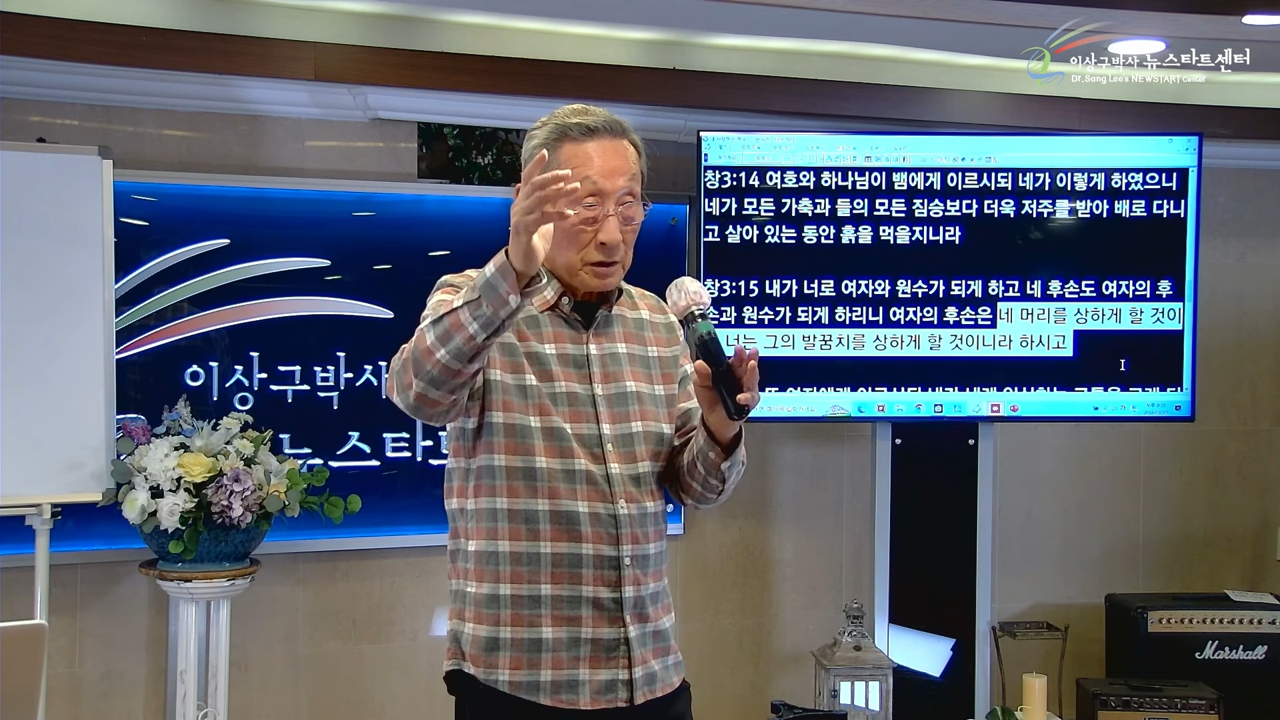 이상구박사 뉴스타트센터
Dr.Sang Lee's NEWSTART Center
창3:14 여호와 하나님이 뱀에게 이르시되 네가 이렇게 하였으니
네가 모든 가축과 들의 모든 짐승보다 더욱 저주를 받아 배로 다니
고 살아 있는 동안 흙을 먹을지니라
창3:15 내가 너로 여자와 원수가 되게 하고 네 후손도 여자의 후
손과 원수가 되게 하리니 여자의 후손은 네 머리를 상하게 할 것이
너는 그의 발꿈치를 상하게 할 것이니라 하시고
이상구박사
뉴스타트
Marshall